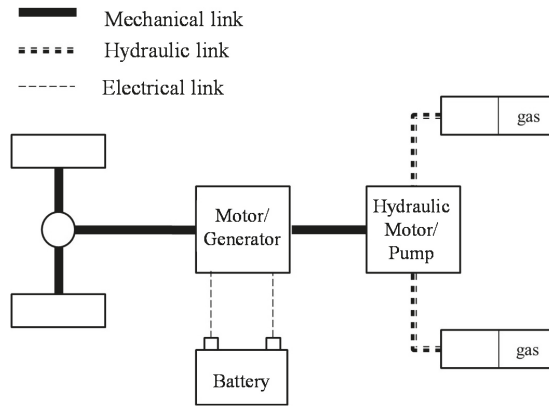 Mechanical link
Hydraulic link
Electrical link
gas
Motor/
Generator
Hydraulic
Motor/
Pump
gas
Battery